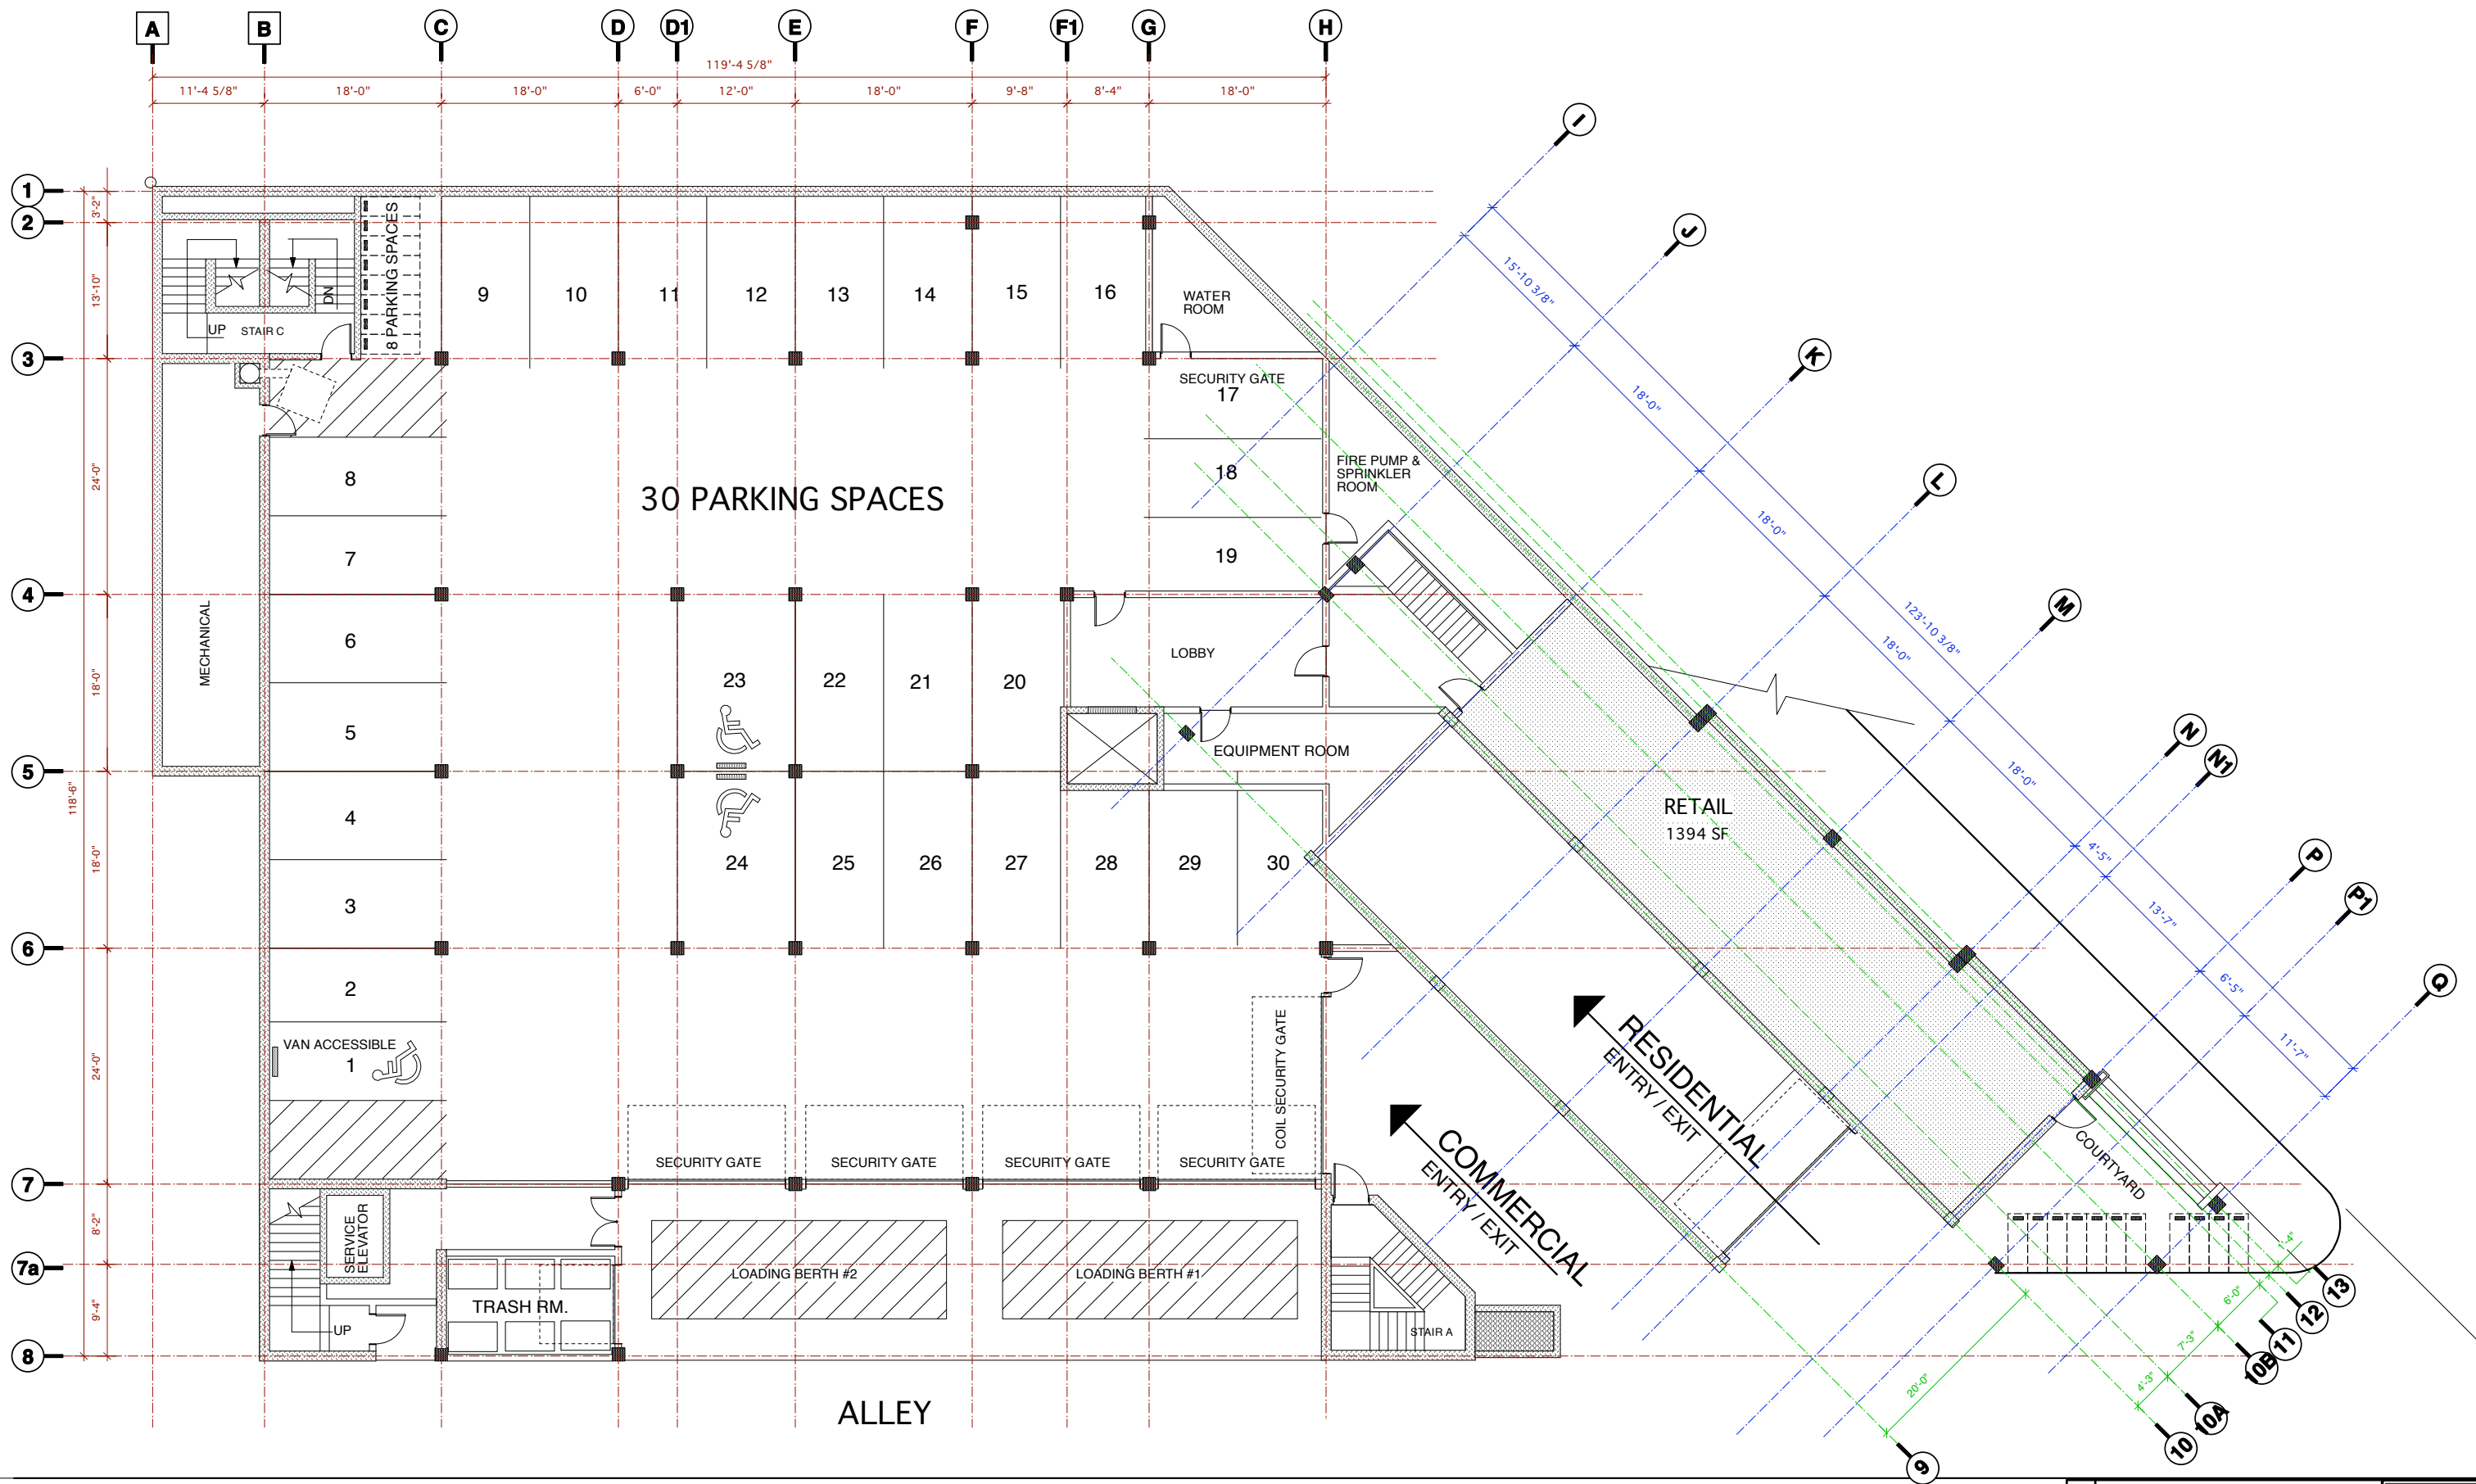 A
B
C
D
D1
E
F
F1
G
H
119'-4 5/8"
11'-4 5/8"
18'-0"
18'-0"
6'-0"
12'-0"
18'-0"
9'-8"
8'-4"
18'-0"
I
J
K
L
M
N
N1
P
P1
Q
15'-10 3/8"
18'-0"
18'-0"
18'-0"
18'-0"
4'-5"
13'-7"
6'-5"
11'-7"
123'-10 3/8"
1
2
3
4
5
6
7
7a
8
3'-2"
13'-10"
24'-0"
18'-0"
18'-0"
24'-0"
8'-2"
9'-4"
118'-6"
UP
STAIR C
DN
8 PARKING SPACES
9
10
11
12
13
14
15
16
WATER
ROOM
SECURITY GATE
17
18
19
FIRE PUMP &
SPRINKLER
ROOM
30 PARKING SPACES
MECHANICAL
8
7
6
5
4
3
2
VAN ACCESSIBLE
1
23
22
21
20
LOBBY
EQUIPMENT ROOM
24
25
26
27
28
29
30
RETAIL
1394 SF
COIL SECURITY GATE
SECURITY GATE
SECURITY GATE
SECURITY GATE
SECURITY GATE
RESIDENTIAL
ENTRY / EXIT
COMMERCIAL
ENTRY / EXIT
COURTYARD
SERVICE
ELEVATOR
UP
TRASH RM.
LOADING BERTH #2
LOADING BERTH #1
STAIR A
ALLEY
20'-0"
4'-3"
7'-3"
6'-0"
1'-4"
9
10
10A
10B
11
12
13